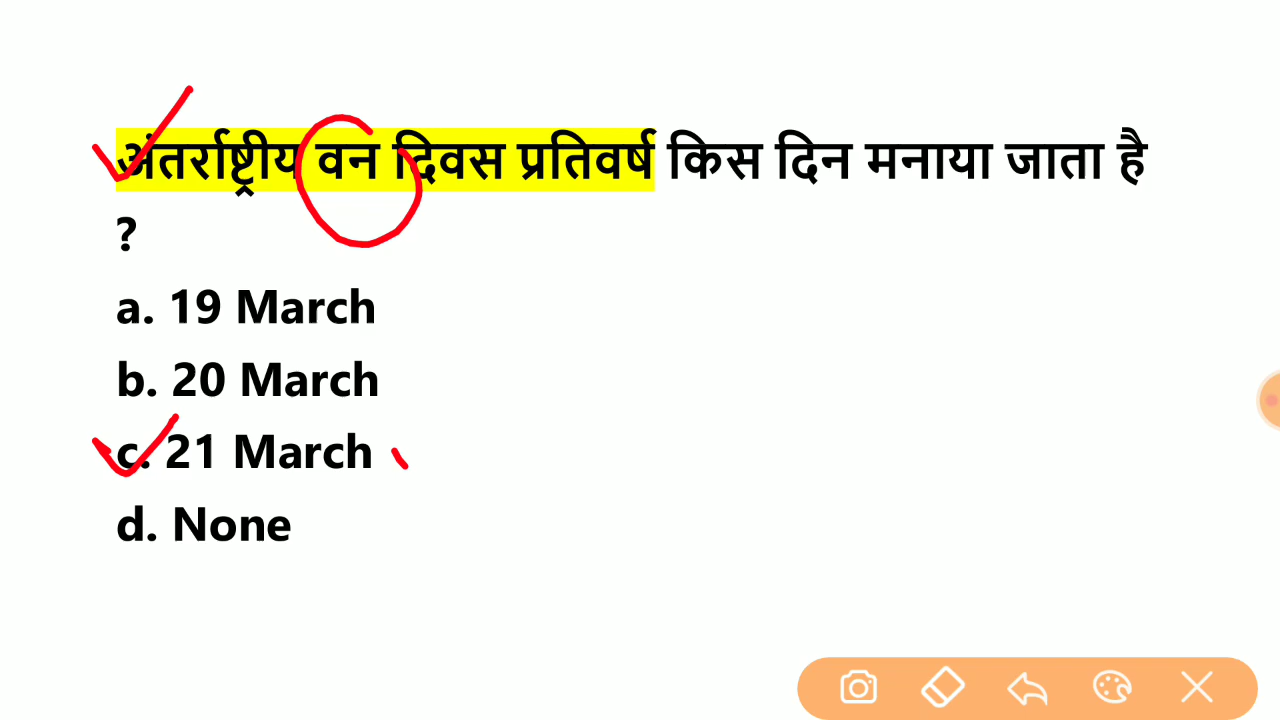 अंतर्राष्ट्रीय वन दिवस प्रतिवर्ष किस दिन मनाया जाता है
?
a. 19 March
b. 20 March
c. 21 March
d. None